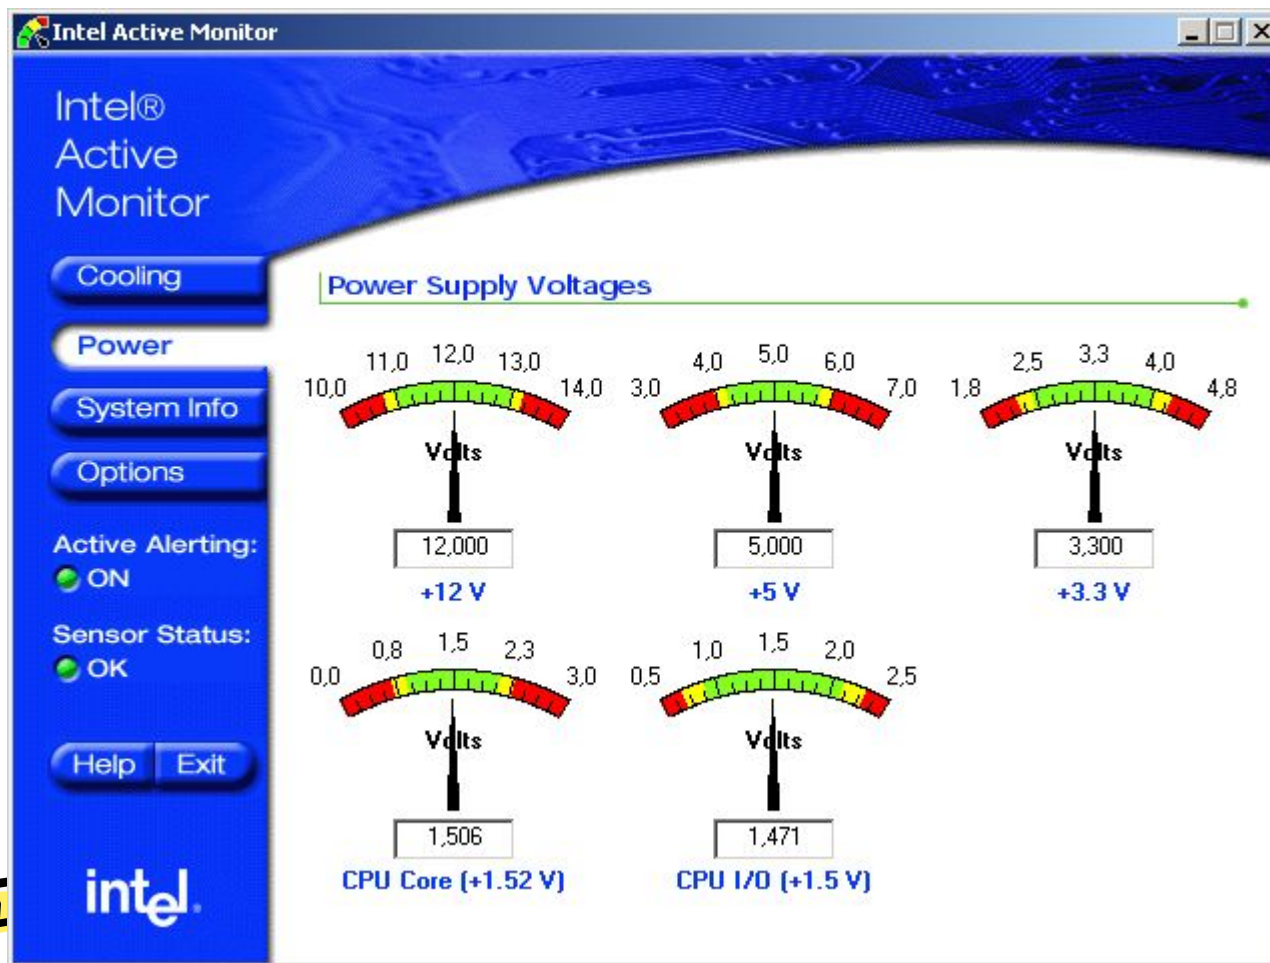 Intel Active Monitor
Intel®
Active
Monitor
Cooling
Power
System Info
Options
Active Alerting:
ON
Sensor Status:
OK
Help Exit
intel.
Power Supply Voltages
10,0 11,0 12,0 13,0 14,0
Volts
12,000
+12 V
3,0 4,0 5,0 6,0 7,0
Volts
5,000
+5 V
1,8 2,5 3,3 4,0 4,8
Volts
3,300
+3.3 V
0,0 0,8 1,5 2,3 3,0
Volts
1,506
CPU Core (+1.52 V)
0,5 1,0 1,5 2,0 2,5
Volts
1,471
CPU I/O (+1.5 V)